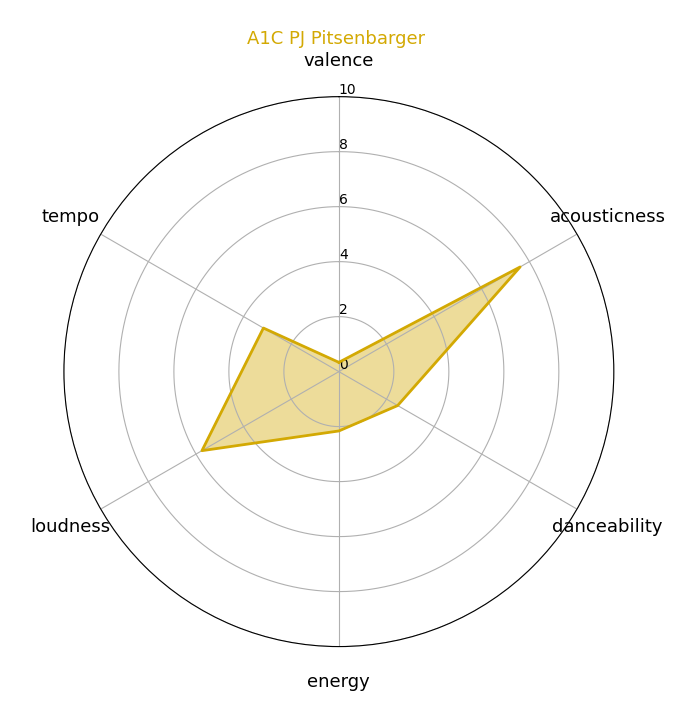 A1C PJ Pitsenbarger
valence
10
8
tempo
6
acousticness
4
2
0
loudness
danceability
energy